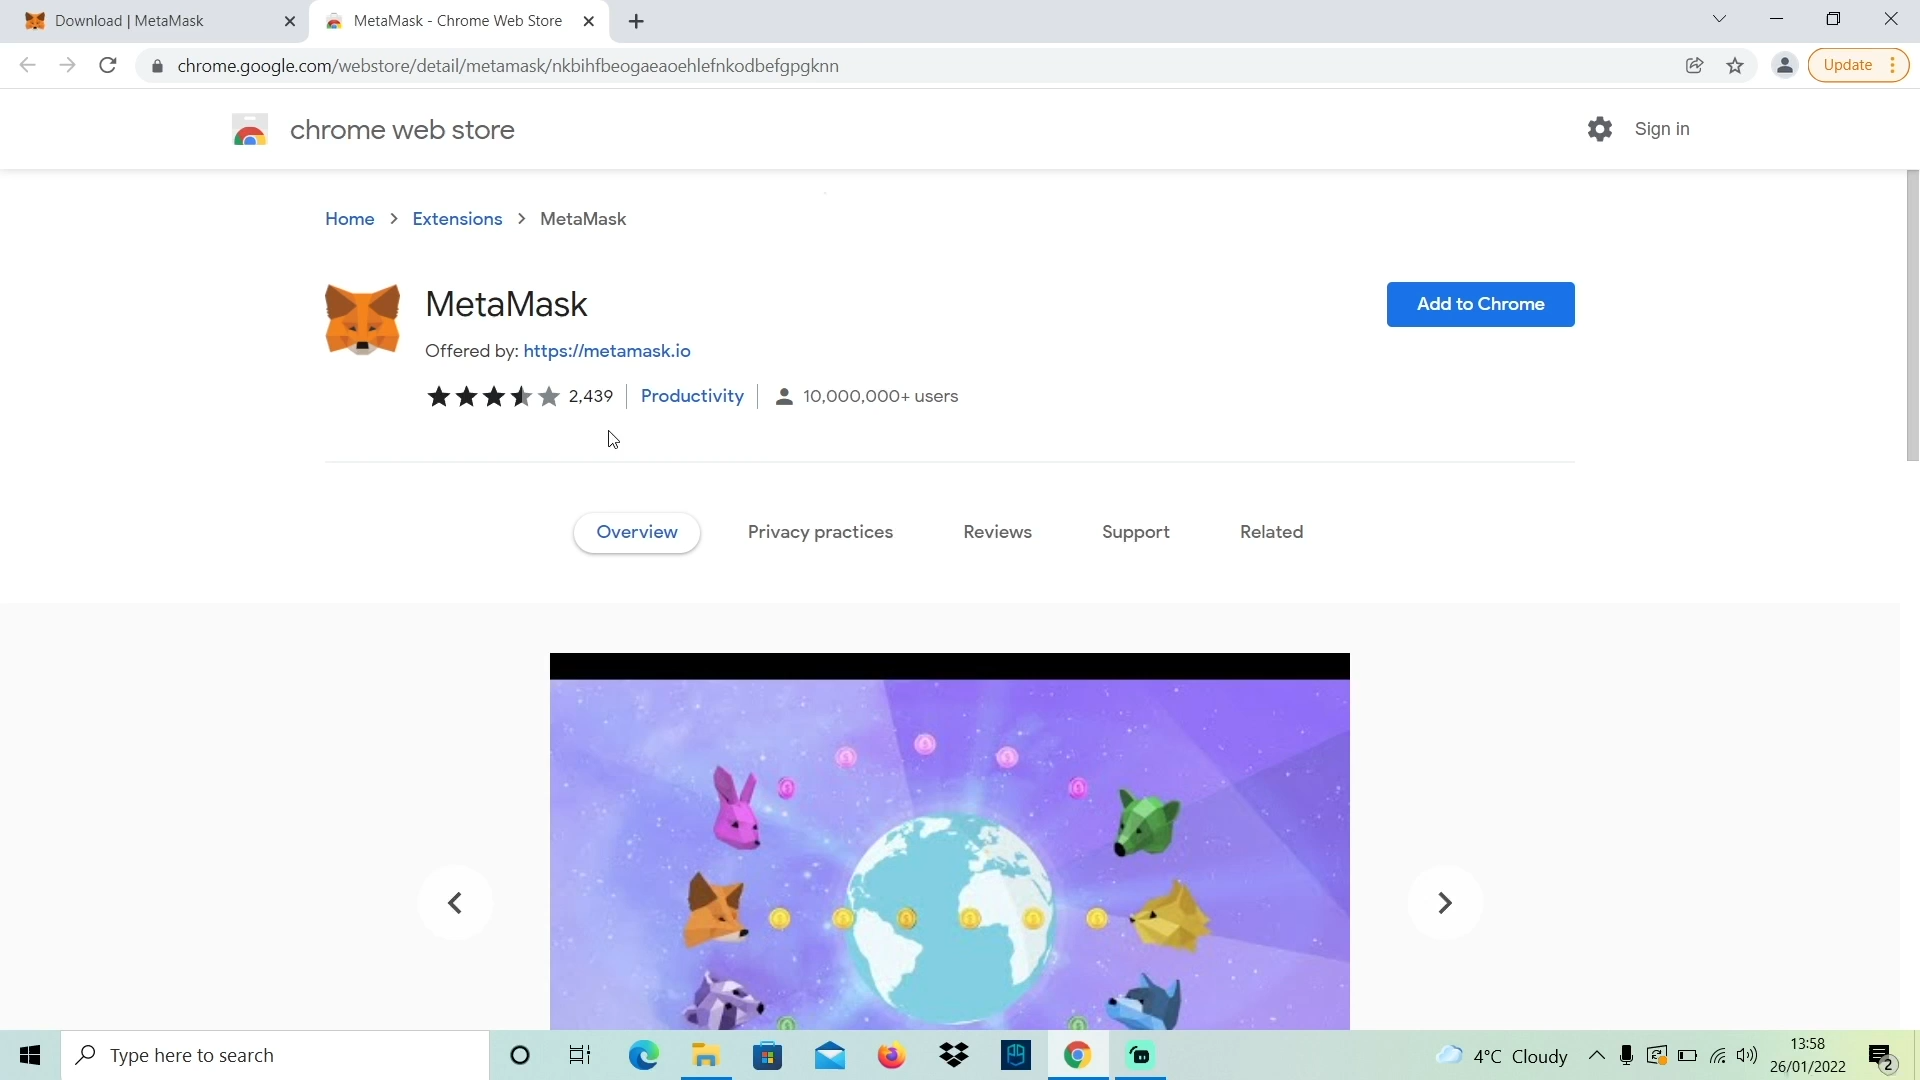 Download | MetaMask
MetaMask - Chrome Web Store
chrome.google.com/webstore/detail/metamask/nkbihfbeogaeaoehlefnkodbefgpgknn
Update
chrome web store
Sign in
Home > Extensions > MetaMask
MetaMask
Add to Chrome
Offered by: https://metamask.io
2,439 | Productivity | 10,000,000+ users
Overview
Privacy practices
Reviews
Support
Related
Type here to search
4°C Cloudy
13:58
26/01/2022
2